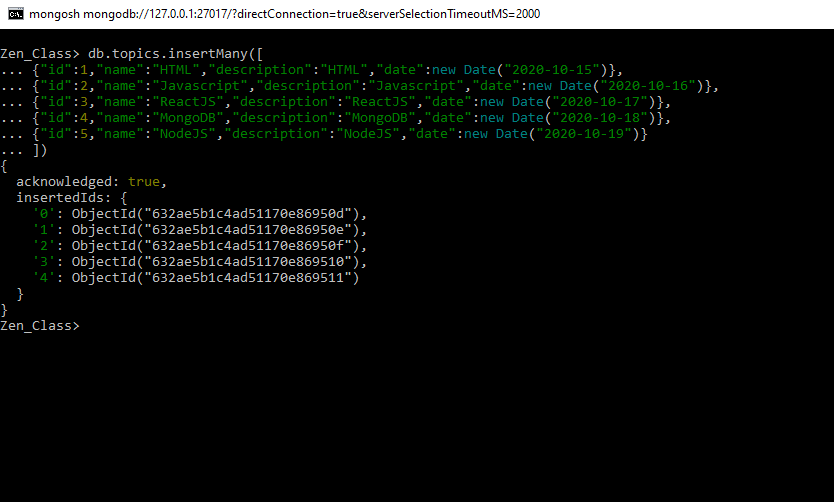 mongosh mongodb://127.0.0.1:27017/?directConnection=true&serverSelectionTimeoutMS=2000
Zen_Class> db.topics.insertMany([
... {"id":1,"name":"HTML","description":"HTML","date":new Date("2020-10-15")},
... {"id":2,"name":"Javascript","description":"Javascript","date":new Date("2020-10-16")},
... {"id":3,"name":"ReactJS","description":"ReactJS","date":new Date("2020-10-17")},
... {"id":4,"name":"MongoDB","description":"MongoDB","date":new Date("2020-10-18")},
... {"id":5,"name":"NodeJS","description":"NodeJS","date":new Date("2020-10-19")}
... ])
{
  acknowledged: true,
  insertedIds: {
    '0': ObjectId("632ae5b1c4ad51170e86950d"),
    '1': ObjectId("632ae5b1c4ad51170e86950e"),
    '2': ObjectId("632ae5b1c4ad51170e86950f"),
    '3': ObjectId("632ae5b1c4ad51170e869510"),
    '4': ObjectId("632ae5b1c4ad51170e869511")
  }
}
Zen_Class>